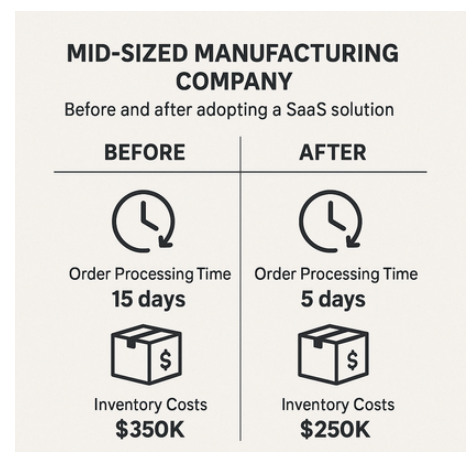 MID-SIZED MANUFACTURING
COMPANY
Before and after adopting a SaaS solution
BEFORE
AFTER
Order Processing Time
15 days
Order Processing Time
5 days
$
Inventory Costs
$350K
$
Inventory Costs
$250K